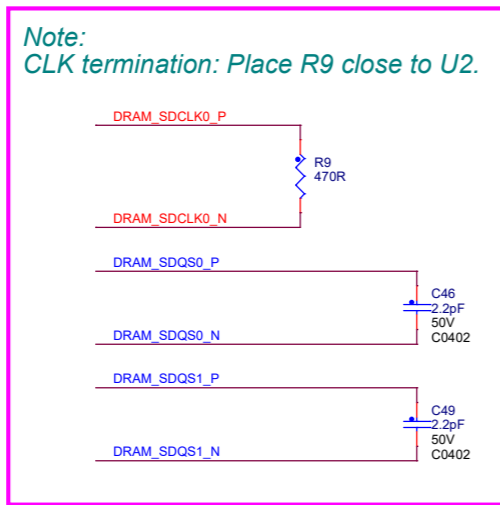 Note:
CLK termination: Place R9 close to U2.
DRAM_SDCLK0_P
R9
470R
DRAM_SDCLK0_N
DRAM_SDQS0_P
C46
2.2pF
50V
C0402
DRAM_SDQS0_N
DRAM_SDQS1_P
C49
2.2pF
50V
C0402
DRAM_SDQS1_N